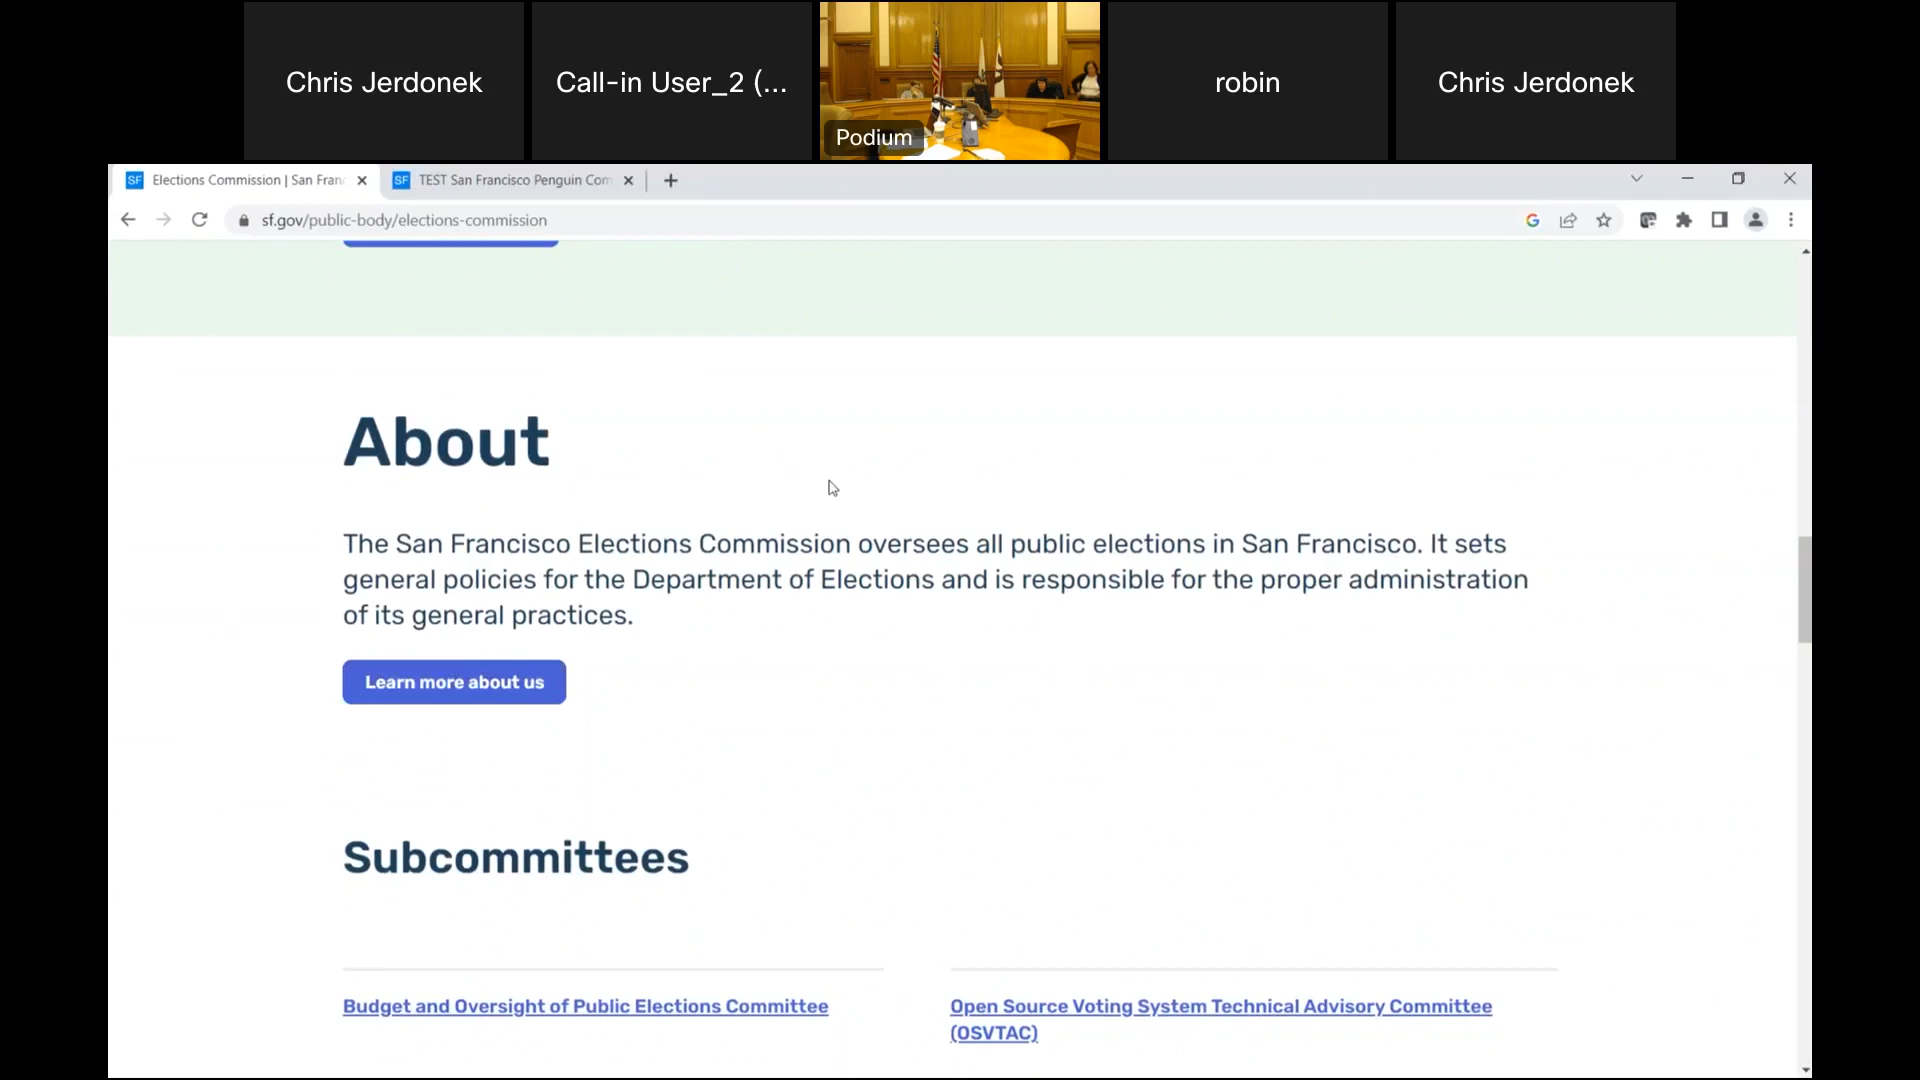 Chris Jerdonek
Call-in User_2 (...
Podium
robin
Chris Jerdonek
SF Elections Commission | San Fran
SF TEST San Francisco Penguin Com
sf.gov/public-body/elections-commission
About
The San Francisco Elections Commission oversees all public elections in San Francisco. It sets
general policies for the Department of Elections and is responsible for the proper administration
of its general practices.
Learn more about us
Subcommittees
Budget and Oversight of Public Elections Committee
Open Source Voting System Technical Advisory Committee
(OSVTAC)